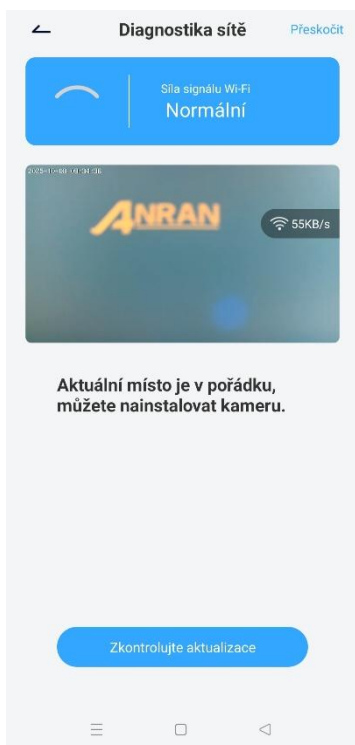 Diagnostika sítě
Přeskočit
Síla signálu Wi-Fi
Normální
ANRAN
55KB/s
Aktuální místo je v pořádku,
můžete nainstalovat kameru.
Zkontrolujte aktualizace